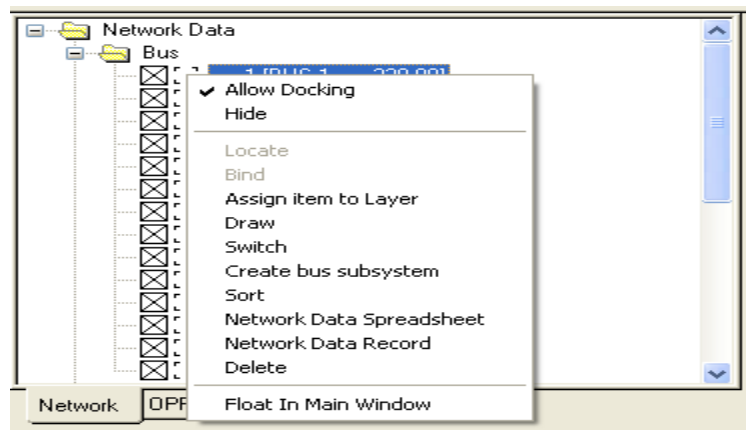 Network Data
Bus
Allow Docking
Hide
Locate
Bind
Assign item to Layer
Draw
Switch
Create bus subsystem
Sort
Network Data Spreadsheet
Network Data Record
Delete
Float In Main Window
Network